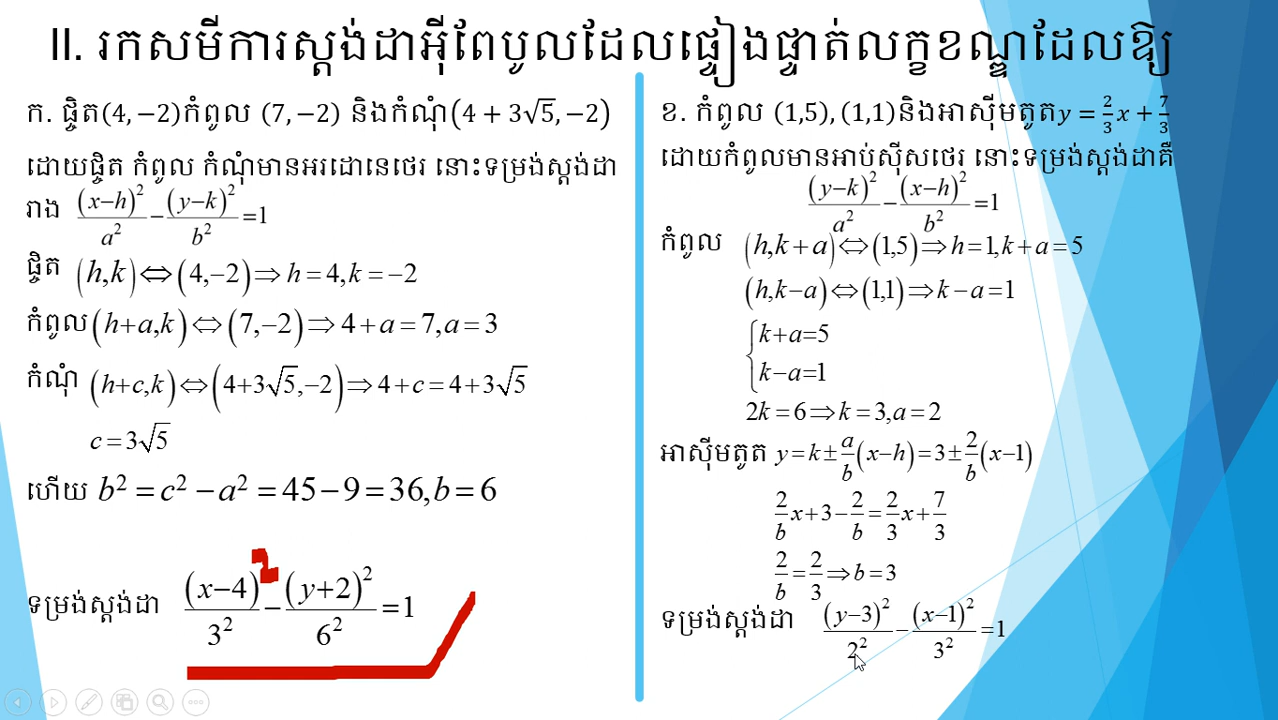 II. រកសមីការស្តង់ដាអ៊ីពែបូលដែលផ្ទៀងផ្ទាត់លក្ខខណ្ឌដែលឱ្យ
ក. ផ្ចិត(4, −2)កំពូល (7, −2) និងកំណុំ(4 + 3√5, −2)
ដោយផ្ចិត កំពូល កំណុំមានអរដោនេថេរ នោះទម្រង់ស្តង់ដា
រាង (x−h)²/a² − (y−k)²/b² =1
ផ្ចិត (h,k)⇔(4,−2)⇒h=4,k=−2
កំពូល(h+a,k)⇔(7,−2)⇒4+a=7,a=3
កំណុំ (h+c,k)⇔(4+3√5,−2)⇒4+c=4+3√5
c=3√5
ហើយ b²=c²−a²=45−9=36,b=6
ទម្រង់ស្តង់ដា (x−4)²/3² − (y+2)²/6² =1
ខ. កំពូល (1,5), (1,1)និងអាស៊ីមតូតy = 2/3 x + 7/3
ដោយកំពូលមានអាប់ស៊ីសថេរ នោះទម្រង់ស្តង់ដាគឺ
(y−k)²/a² − (x−h)²/b² =1
កំពូល (h,k+a)⇔(1,5)⇒h=1,k+a=5
(h,k−a)⇔(1,1)⇒k−a=1
{k+a=5
k−a=1
2k=6⇒k=3,a=2
អាស៊ីមតូត y=k±a/b(x−h)=3±2/b(x−1)
2/b x+3−2/b=2/3 x+7/3
2/b=2/3⇒b=3
ទម្រង់ស្តង់ដា (y−3)²/2² − (x−1)²/3² =1